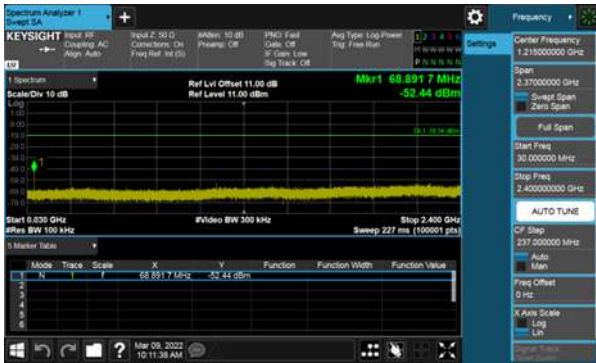 Spectrum Analyzer 1
Swept SA
+
Frequency
KEYSIGHT
Input: RF
Coupling: AC
Align: Auto
Input Z: 50 Ω
Corrections: On
Freq Ref: Int (S)
#Atten: 10 dB
Preamp: Off
PNO: Fast
Gate: Off
IF Gain: Low
Sig Track: Off
Avg Type: Log-Power
Trig: Free Run
1 2 3 4 5 6
Settings
1 Spectrum
Scale/Div 10 dB
Ref Lvl Offset 11.00 dB
Ref Level 11.00 dBm
Mkr1 68.891 7 MHz
-52.44 dBm
Log
1.00
1
Start 0.030 GHz
#Res BW 100 kHz
#Video BW 300 kHz
Stop 2.400 GHz
Sweep 227 ms (100001 pts)
5 Marker Table
Mode Trace Scale X Y Function Function Width Function Value
1 N 1 f 68.891 7 MHz -52.44 dBm
2
3
4
5
6
Mar 09, 2022
10:11:38 AM
Center Frequency
1.215000000 GHz
Span
2.37000000 GHz
Swept Span
Zero Span
Full Span
Start Freq
30.000000 MHz
Stop Freq
2.400000000 GHz
AUTO TUNE
CF Step
237.000000 MHz
Auto
Man
Freq Offset
0 Hz
X Axis Scale
Log
Lin
Signal Track